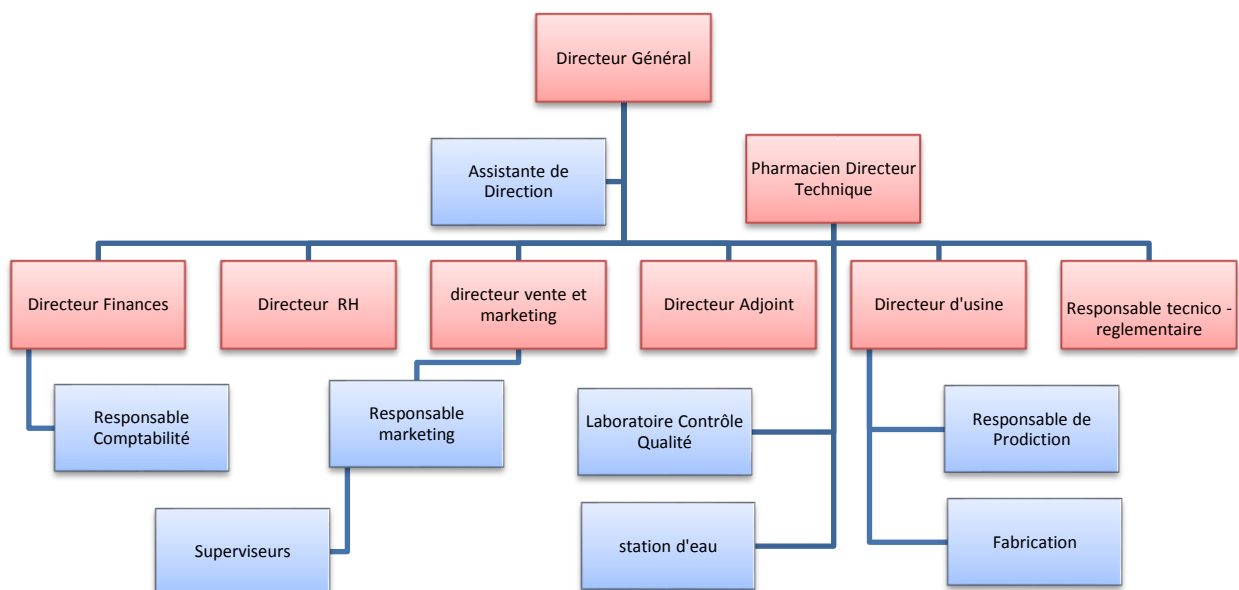 Directeur Général
Assistante de
Direction
Pharmacien Directeur
Technique
Directeur Finances
Directeur RH
directeur vente et
marketing
Directeur Adjoint
Directeur d'usine
Responsable tecnico -
reglementaire
Responsable
Comptabilité
Responsable
marketing
Laboratoire Contrôle
Qualité
Responsable de
Prodiction
Superviseurs
station d'eau
Fabrication